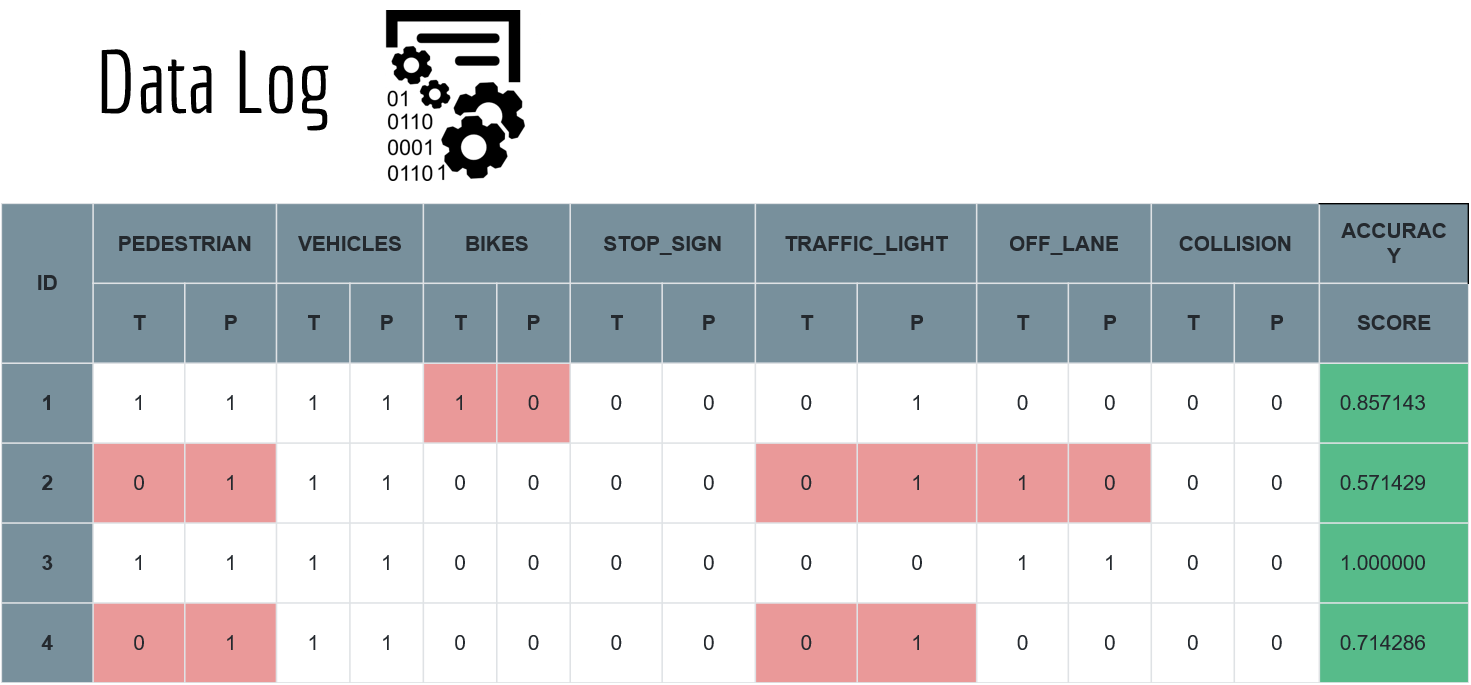 Data Log
01
0110
0001
01101
ID PEDESTRIAN VEHICLES BIKES STOP_SIGN TRAFFIC_LIGHT OFF_LANE COLLISION ACCURAC
Y
T P T P T P T P T P T P T P SCORE
1 1 1 1 1 1 0 0 0 0 1 0 0 0 0 0.857143
2 0 1 1 1 0 0 0 0 0 1 1 0 0 0 0.571429
3 1 1 1 1 0 0 0 0 0 0 1 1 0 0 1.000000
4 0 1 1 1 0 0 0 0 0 1 0 0 0 0 0.714286